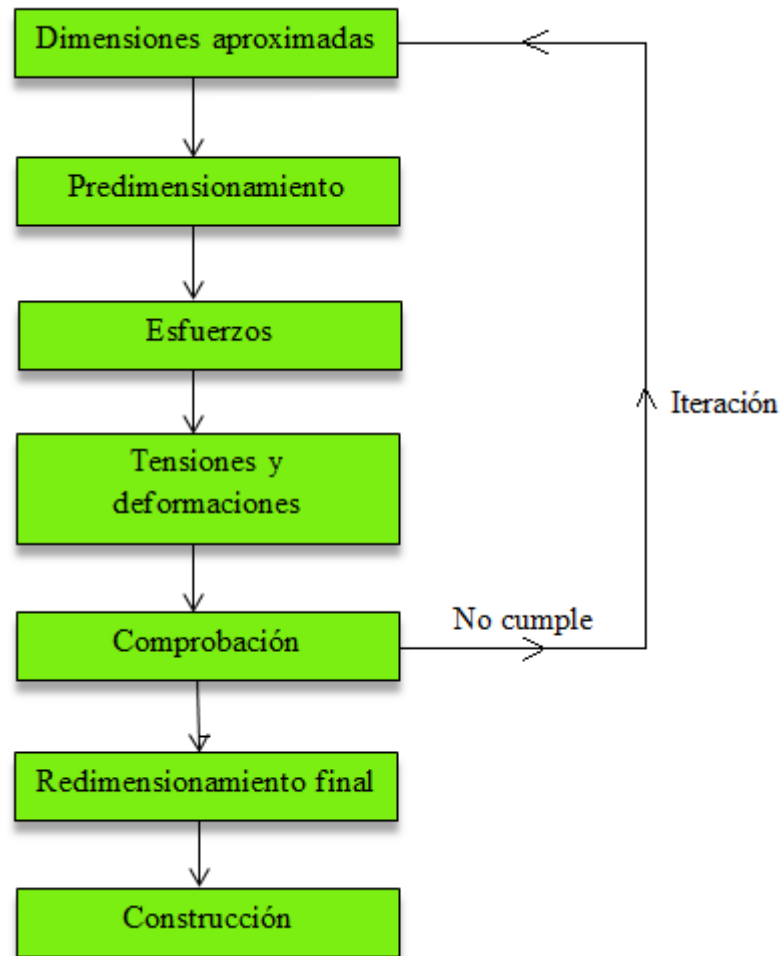 Dimensiones aproximadas
Predimensionamiento
Esfuerzos
Tensiones y
deformaciones
Comprobación
No cumple
Iteración
Redimensionamiento final
Construcción